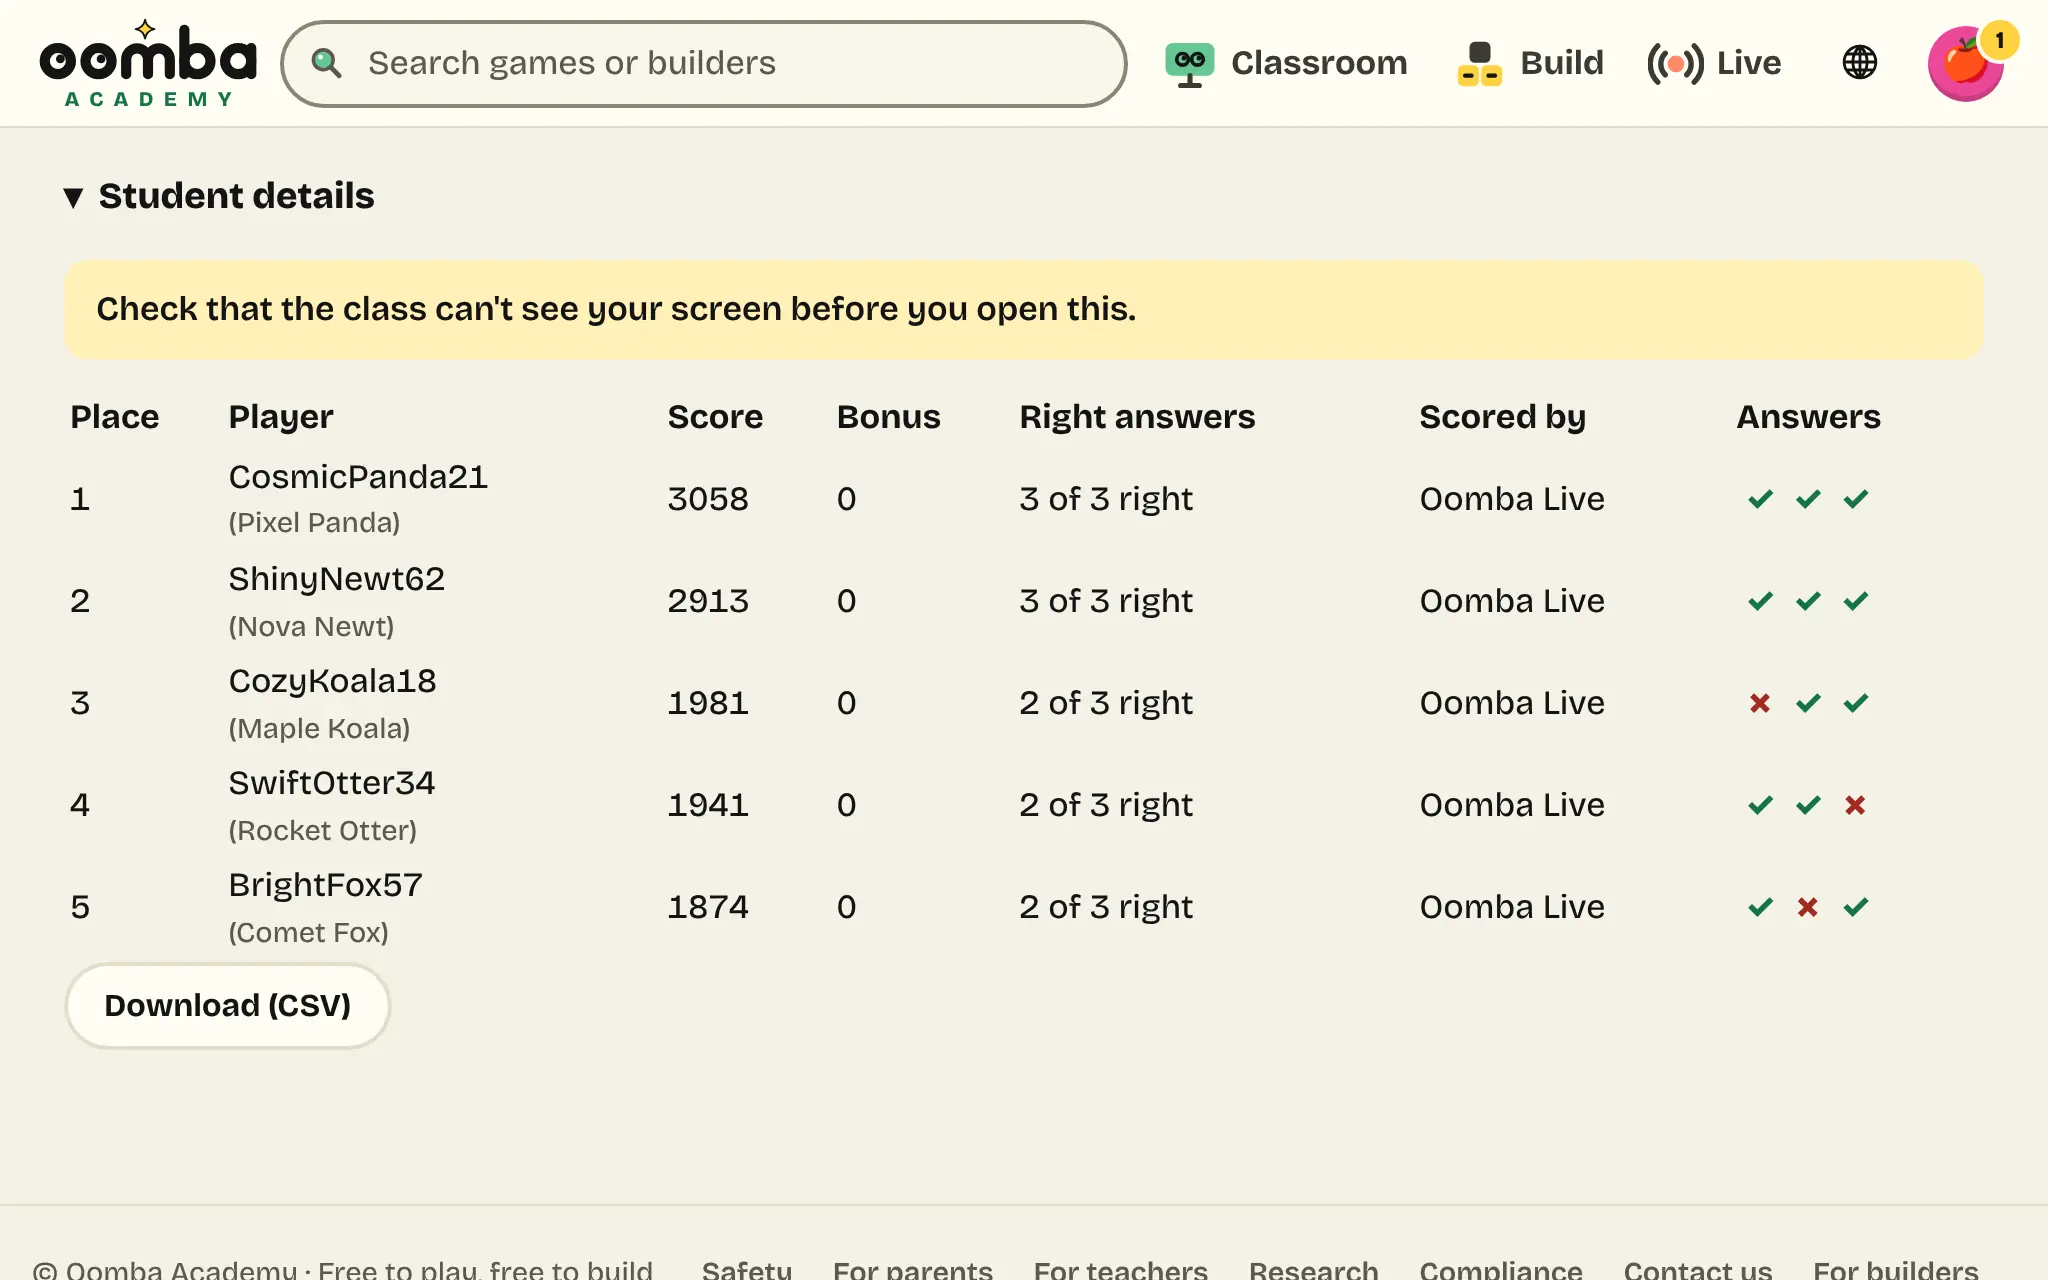 oomba
ACADEMY
Search games or builders
Classroom
Build
Live
1
▼ Student details
Check that the class can't see your screen before you open this.
Place Player Score Bonus Right answers Scored by Answers
1 CosmicPanda21 3058 0 3 of 3 right Oomba Live ✓ ✓ ✓
(Pixel Panda)
2 ShinyNewt62 2913 0 3 of 3 right Oomba Live ✓ ✓ ✓
(Nova Newt)
3 CozyKoala18 1981 0 2 of 3 right Oomba Live ✗ ✓ ✓
(Maple Koala)
4 SwiftOtter34 1941 0 2 of 3 right Oomba Live ✓ ✓ ✗
(Rocket Otter)
5 BrightFox57 1874 0 2 of 3 right Oomba Live ✓ ✗ ✓
(Comet Fox)
Download (CSV)
© Oomba Academy · Free to play, free to build Safety For parents For teachers Research Compliance Contact us For builders